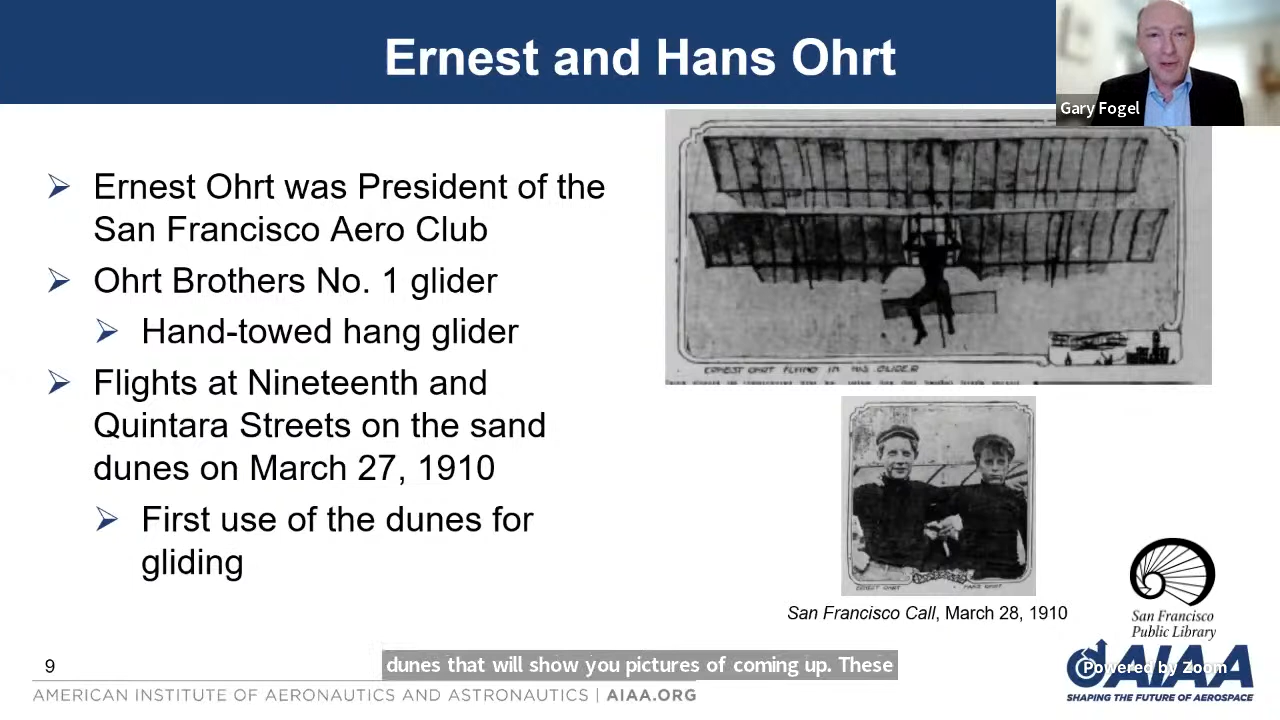 Ernest and Hans Ohrt
Gary Fogel
Ernest Ohrt was President of the
San Francisco Aero Club
Ohrt Brothers No. 1 glider
Hand-towed hang glider
Flights at Nineteenth and
Quintara Streets on the sand
dunes on March 27, 1910
First use of the dunes for
gliding
ERNEST OHRT FLYING IN HIS GLIDER
ERNEST OHRT
HANS OHRT
San Francisco Call, March 28, 1910
San Francisco
Public Library
dunes that will show you pictures of coming up. These
9
AIAA
Powered by Zoom
SHAPING THE FUTURE OF AEROSPACE
AMERICAN INSTITUTE OF AERONAUTICS AND ASTRONAUTICS | AIAA.ORG